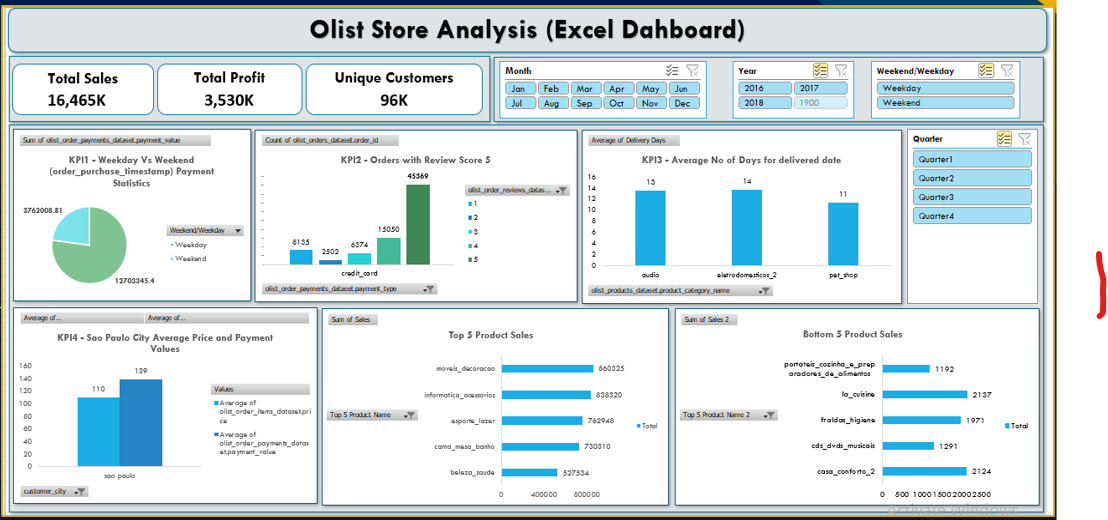 Olist Store Analysis (Excel Dahboard)
Total Sales
16,465K
Total Profit
3,530K
Unique Customers
96K
Month
Jan Feb Mar Apr May Jun
Jul Aug Sep Oct Nov Dec
Year
2016 2017
2018 1900
Weekend/Weekday
Weekday
Weekend
Sum of olist_order_payments_dataset.payment_value
KPI1 - Weekday Vs Weekend
(order_purchase_timestamp) Payment
Statistics
3762008.81
12703345.4
Weekend/Weekday
Weekday
Weekend
Count of olist_orders_dataset.order_id
KPI2 - Orders with Review Score 5
8135
2502
6374
15050
45369
credit_card
olist_order_reviews_datas...
1
2
3
4
5
olist_order_payments_dataset.payment_type
Average of Delivery Days
KPI3 - Average No of Days for delivered date
16
14
12
10
8
6
4
2
0
13
14
11
audio
eletrodomesticos_2
pet_shop
olist_products_dataset.product_category_name
Quarter
Quarter1
Quarter2
Quarter3
Quarter4
Average of...
Average of...
KPI4 - Sao Paulo City Average Price and Payment
Values
160
140
120
100
80
60
40
20
0
110
139
sao paulo
Values
Average of
olist_order_items_dataset.pri
ce
Average of
olist_order_payments_datas
et.payment_value
customer_city
Sum of Sales
Top 5 Product Sales
Top 5 Product Name
moveis_decoracao 860325
informatica_acessorios 838320
esporte_lazer 762948
cama_mesa_banho 730310
beleza_saude 527534
0 400000 800000
Total
Sum of Sales 2
Bottom 5 Product Sales
Top 5 Product Name 2
portateis_cozinha_e_prep
aradores_de_alimentos 1192
la_cuisine 2137
fraldas_higiene 1971
cds_dvds_musicais 1291
casa_conforto_2 2124
0 500 1000 1500 2000 2500
Total
Activate Windows